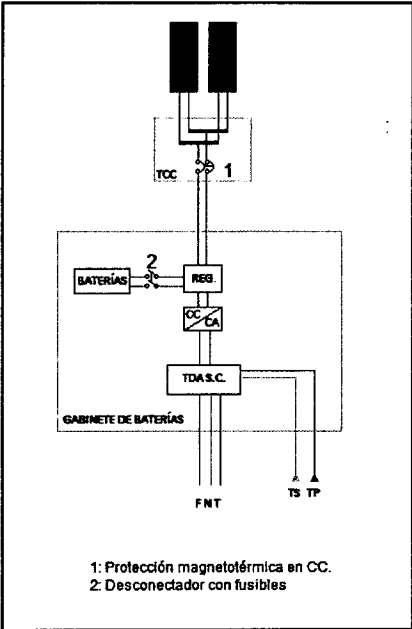 TCC
1
2
BATERÍAS
REG.
CC
CA
TDA S.C.
GABINETE DE BATERÍAS
F N T
TS TP
1: Protección magnetotérmica en CC.
2: Desconectador con fusibles